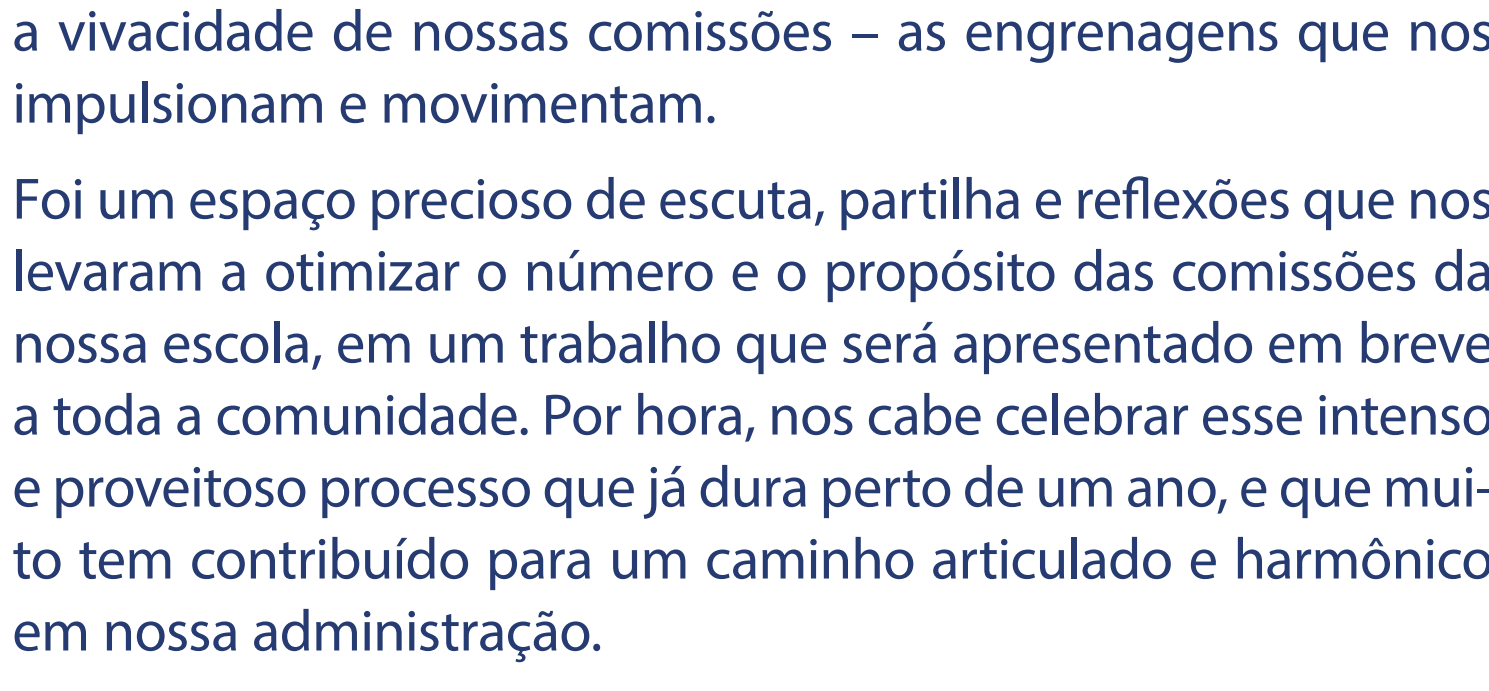 a vivacidade de nossas comissões – as engrenagens que nos
impulsionam e movimentam.
Foi um espaço precioso de escuta, partilha e reflexões que nos
levaram a otimizar o número e o propósito das comissões da
nossa escola, em um trabalho que será apresentado em breve
a toda a comunidade. Por hora, nos cabe celebrar esse intenso
e proveitoso processo que já dura perto de um ano, e que mui-
to tem contribuído para um caminho articulado e harmônico
em nossa administração.